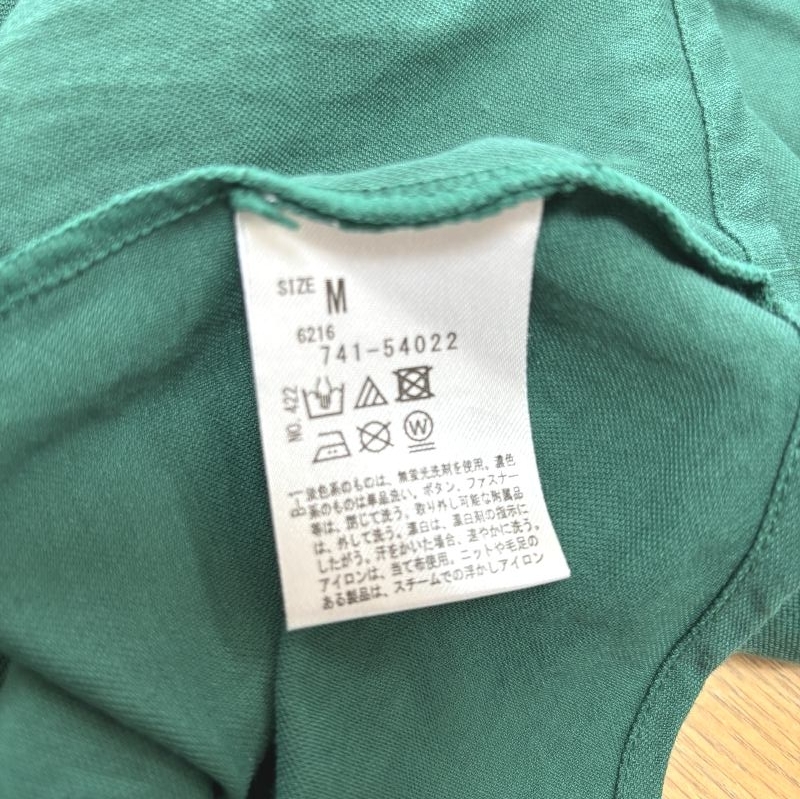 SIZE M
6216
741-54022
NO.422
W
B-1
淡色系のものは、無蛍光洗剤を使用。濃色
系のものは単品洗い。ボタン、ファスナー
等は、閉じて洗う。取り外し可能な附属品
は、外して洗う。漂白は、漂白剤の指示に
したがう。汗をかいた場合、速やかに洗う。
アイロンは、当て布使用。ニットや毛足の
ある製品は、スチームでの浮かしアイロン